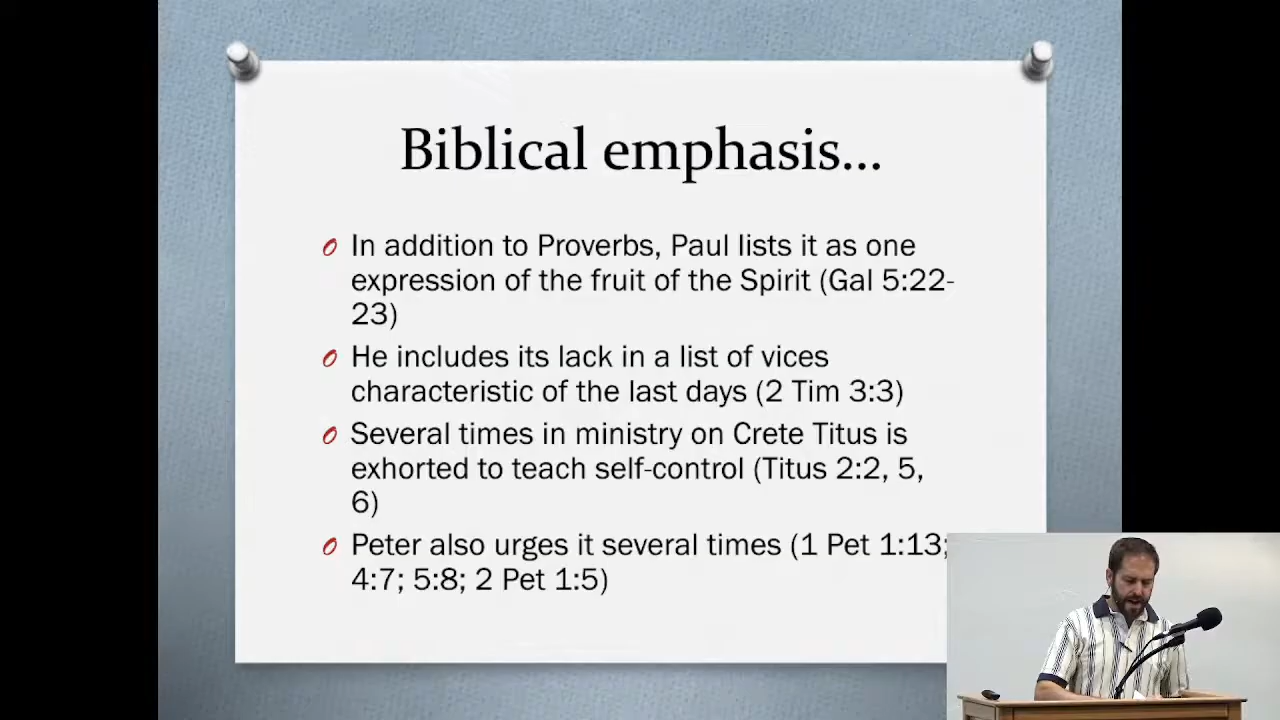 Biblical emphasis...
In addition to Proverbs, Paul lists it as one
expression of the fruit of the Spirit (Gal 5:22-
23)
He includes its lack in a list of vices
characteristic of the last days (2 Tim 3:3)
Several times in ministry on Crete Titus is
exhorted to teach self-control (Titus 2:2, 5,
6)
Peter also urges it several times (1 Pet 1:13;
4:7; 5:8; 2 Pet 1:5)